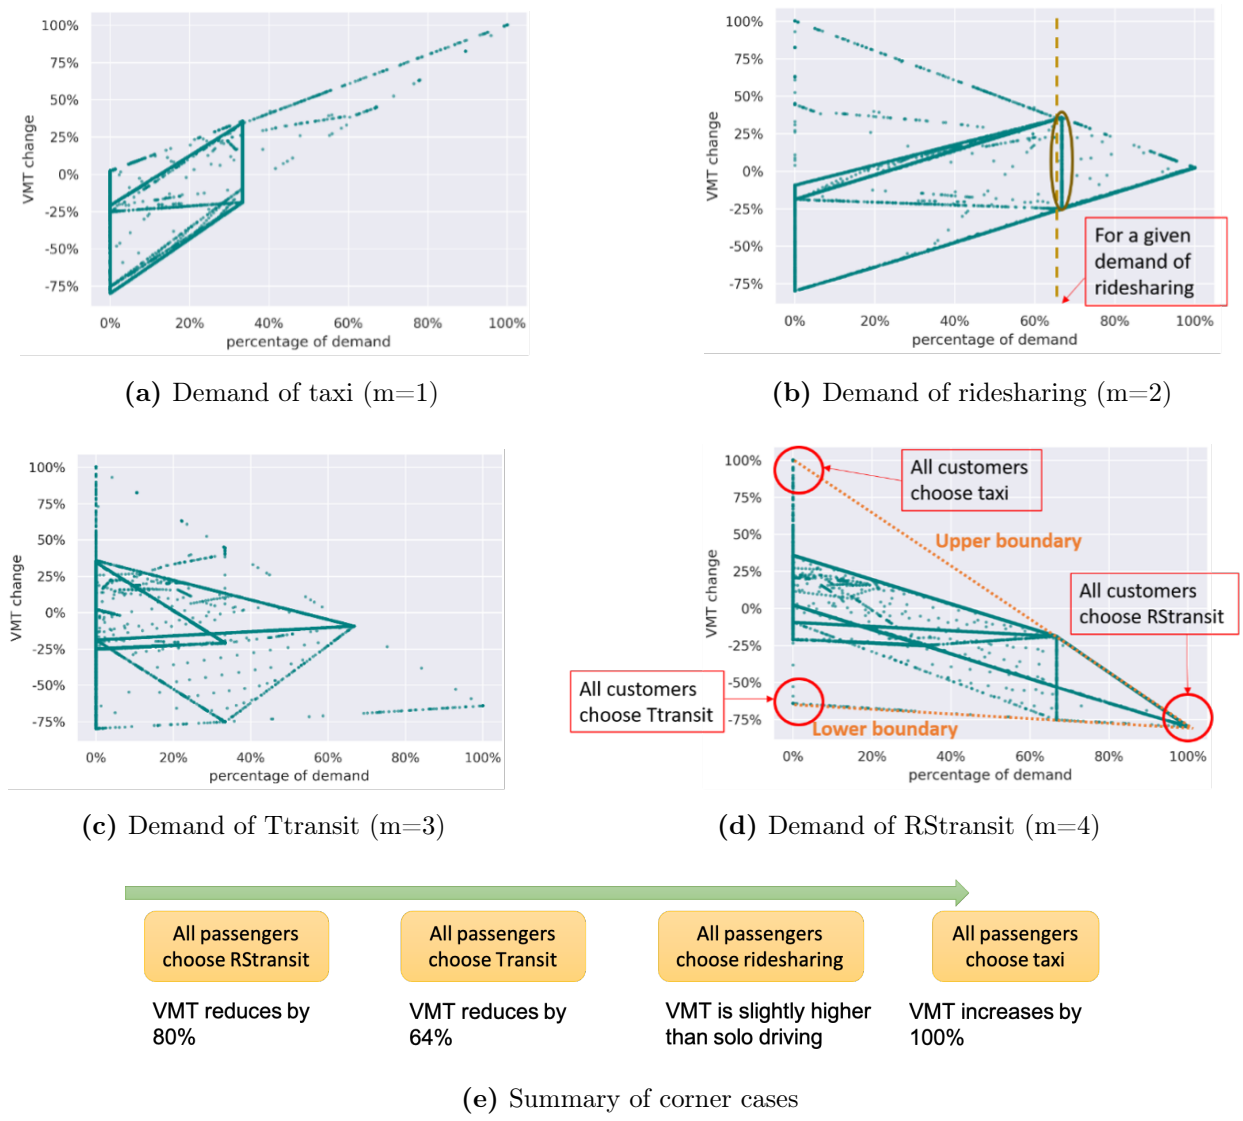 100%
75%
50%
25%
0%
-25%
-50%
-75%
VMT change
0% 20% 40% 60% 80% 100%
percentage of demand
(a) Demand of taxi (m=1)
100%
75%
50%
25%
0%
-25%
-50%
-75%
VMT change
For a given
demand of
ridesharing
0% 20% 40% 60% 80% 100%
percentage of demand
(b) Demand of ridesharing (m=2)
100%
75%
50%
25%
0%
-25%
-50%
-75%
VMT change
0% 20% 40% 60% 80% 100%
percentage of demand
(c) Demand of Ttransit (m=3)
100%
75%
50%
25%
0%
-25%
-50%
-75%
VMT change
All customers
choose taxi
Upper boundary
All customers
choose RStransit
All customers
choose Ttransit
Lower boundary
0% 20% 40% 60% 80% 100%
percentage of demand
(d) Demand of RStransit (m=4)
All passengers
choose RStransit
VMT reduces by
80%
All passengers
choose Transit
VMT reduces by
64%
All passengers
choose ridesharing
VMT is slightly higher
than solo driving
All passengers
choose taxi
VMT increases by
100%
(e) Summary of corner cases